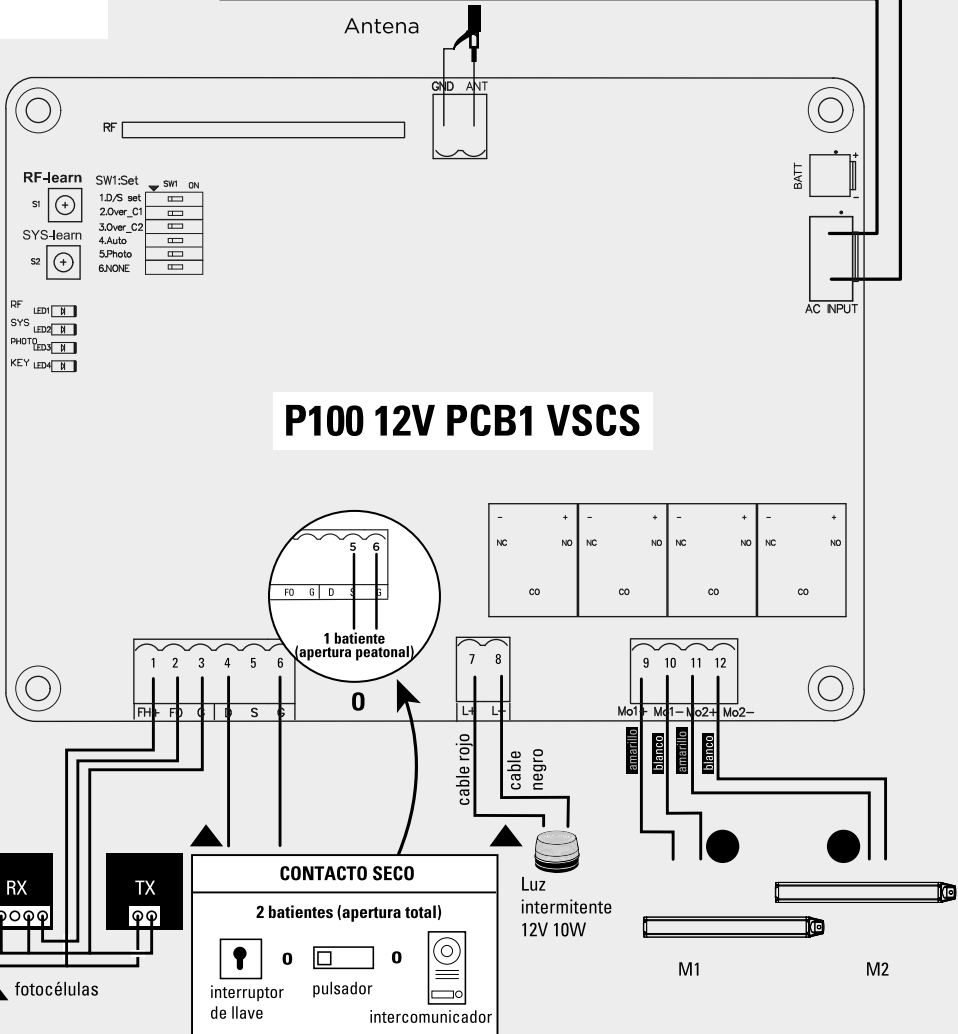 Antena
GND ANT
RF
RF-learn
S1
SYS-learn
S2
SW1:Set
SW1 ON
1.D/S set
2.Over_C1
3.Over_C2
4.Auto
5.Photo
6.NONE
BATT
+
-
AC INPUT
RF LED1
SYS LED2
PHOTO LED3
KEY LED4
P100 12V PCB1 VSCS
- + - + - + - +
NC NO NC NO NC NO NC NO
CO CO CO CO
5 6
FO G D S G
1 batiente
(apertura peatonal)
O
1 2 3 4 5 6
FH+ FO G D S G
7 8
L+ L-
9 10 11 12
Mo1+ Mo1- Mo2+ Mo2-
cable rojo
cable
negro
amarillo
blanco
amarillo
blanco
RX
TX
fotocélulas
CONTACTO SECO
2 batientes (apertura total)
O O
interruptor
de llave
pulsador
intercomunicador
Luz
intermitente
12V 10W
M1
M2